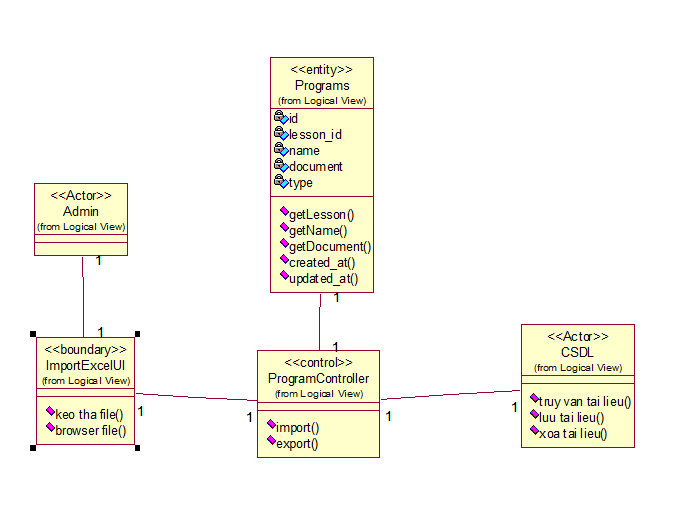 <<entity>>
Programs
(from Logical View)
id
lesson_id
name
document
type
getLesson()
getName()
getDocument()
created_at()
updated_at()
1
<<Actor>>
Admin
(from Logical View)
1
1
<<boundary>>
ImportExcelUI
(from Logical View)
keo tha file()
browser file()
1
1
<<control>>
ProgramController
(from Logical View)
import()
export()
1
1
<<Actor>>
CSDL
(from Logical View)
truy van tai lieu()
luu tai lieu()
xoa tai lieu()
1